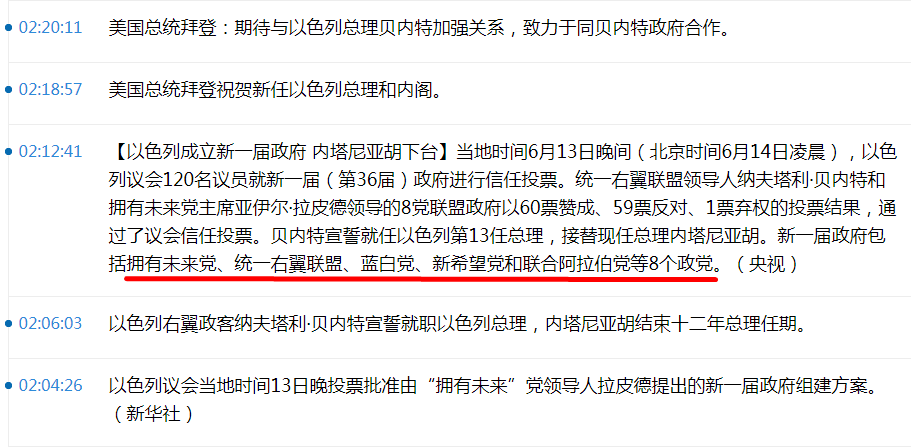 02:20:11 美国总统拜登：期待与以色列总理贝内特加强关系，致力于同贝内特政府合作。
02:18:57 美国总统拜登祝贺新任以色列总理和内阁。
02:12:41 【以色列成立新一届政府 内塔尼亚胡下台】当地时间6月13日晚间（北京时间6月14日凌晨），以色
列议会120名议员就新一届（第36届）政府进行信任投票。统一右翼联盟领导人纳夫塔利·贝内特和
拥有未来党主席亚伊尔·拉皮德领导的8党联盟政府以60票赞成、59票反对、1票弃权的投票结果，通
过了议会信任投票。贝内特宣誓就任以色列第13任总理，接替现任总理内塔尼亚胡。新一届政府包
括拥有未来党、统一右翼联盟、蓝白党、新希望党和联合阿拉伯党等8个政党。（央视）
02:06:03 以色列右翼政客纳夫塔利·贝内特宣誓就职以色列总理，内塔尼亚胡结束十二年总理任期。
02:04:26 以色列议会当地时间13日晚投票批准由“拥有未来”党领导人拉皮德提出的新一届政府组建方案。
（新华社）